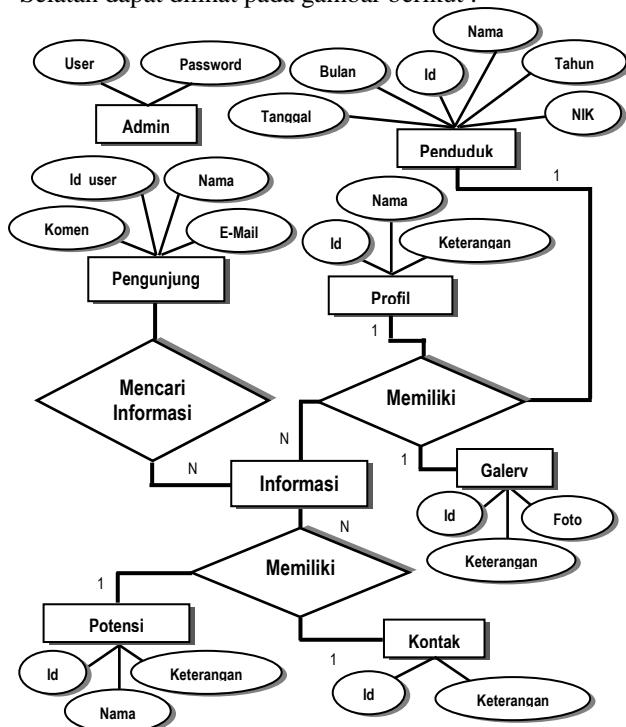 Selatan dapat dilihat pada gambar berikut :
Nama
User
Password
Bulan
Id
Tahun
Tanggal
NIK
Admin
Penduduk
1
Id user
Nama
Nama
Komen
E-Mail
Id
Keterangan
Pengunjung
Profil
1
Mencari
Informasi
Memiliki
N
1
N
Informasi
Galerv
Id
Foto
N
Keterangan
Memiliki
1
Potensi
Kontak
1
Id
Keterangan
Id
Keterangan
Nama